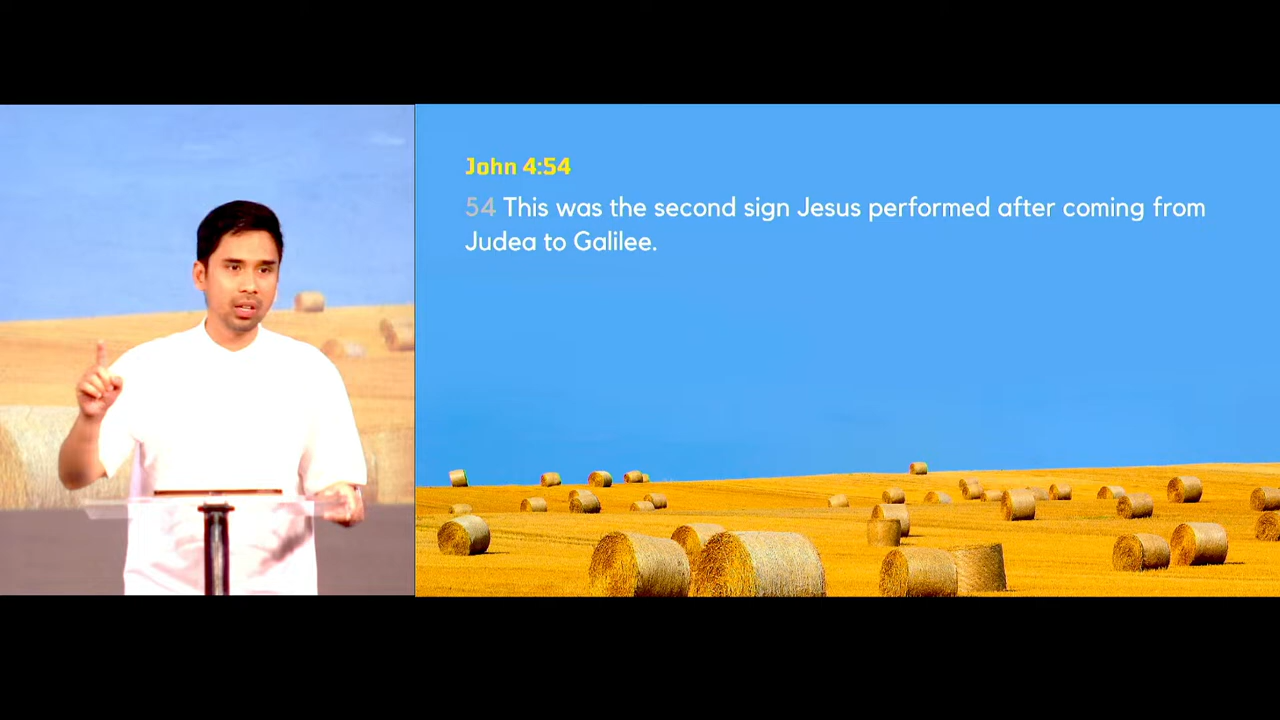 John 4:54
54 This was the second sign Jesus performed after coming from
Judea to Galilee.